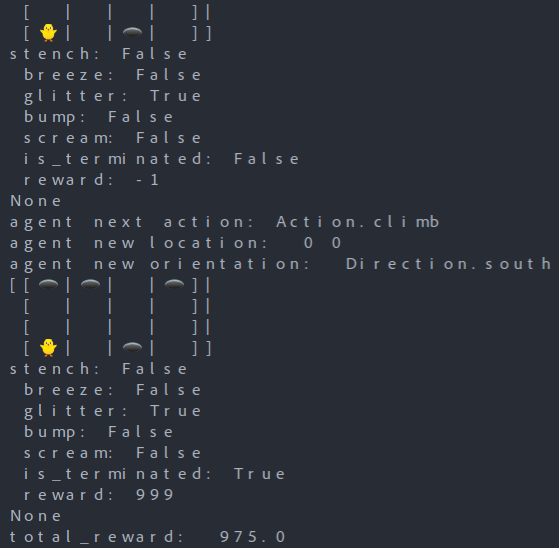 [ | | | ] |
[ 🐥 | | 🕳 | ] ]
stench: False
breeze: False
glitter: True
bump: False
scream: False
is_terminated: False
reward: -1
None
agent next action: Action.climb
agent new location: 0 0
agent new orientation: Direction.south
[ [ 🕳 | 🕳 | | 🕳 ] |
[ | | | ] |
[ | | | ] |
[ 🐥 | | 🕳 | ] ]
stench: False
breeze: False
glitter: True
bump: False
scream: False
is_terminated: True
reward: 999
None
total_reward: 975.0